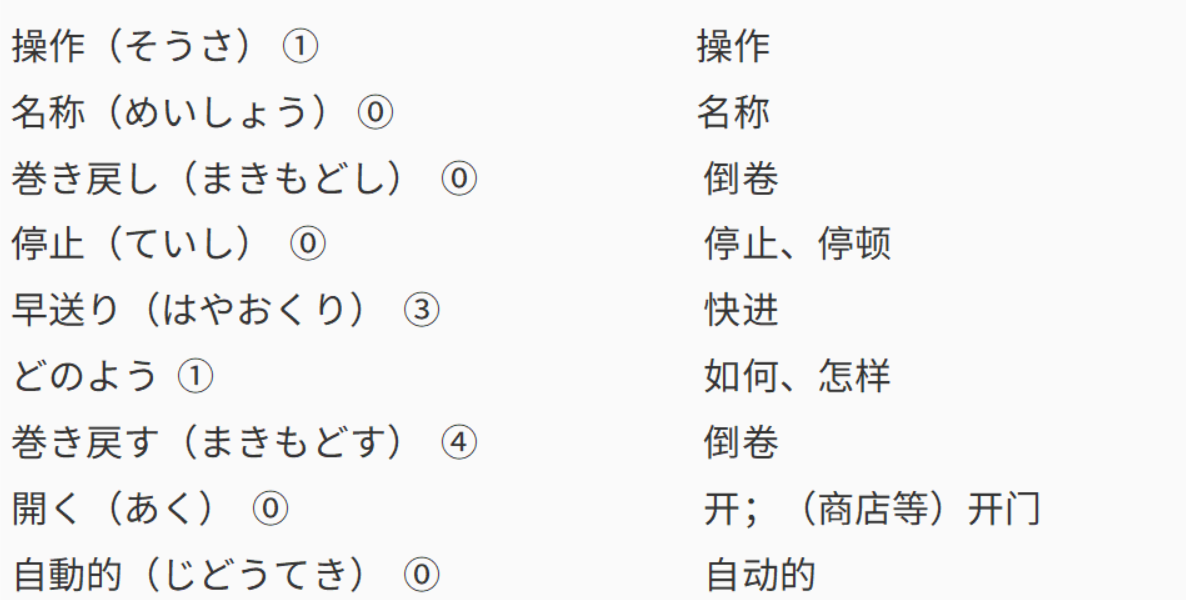 操作（そうさ） ① 操作
名称（めいしょう） ⓪ 名称
巻き戻し（まきもどし） ⓪ 倒卷
停止（ていし） ⓪ 停止、停顿
早送り（はやおくり） ③ 快进
どのよう ① 如何、怎样
巻き戻す（まきもどす） ④ 倒卷
開く（あく） ⓪ 开；（商店等）开门
自動的（じどうてき） ⓪ 自动的